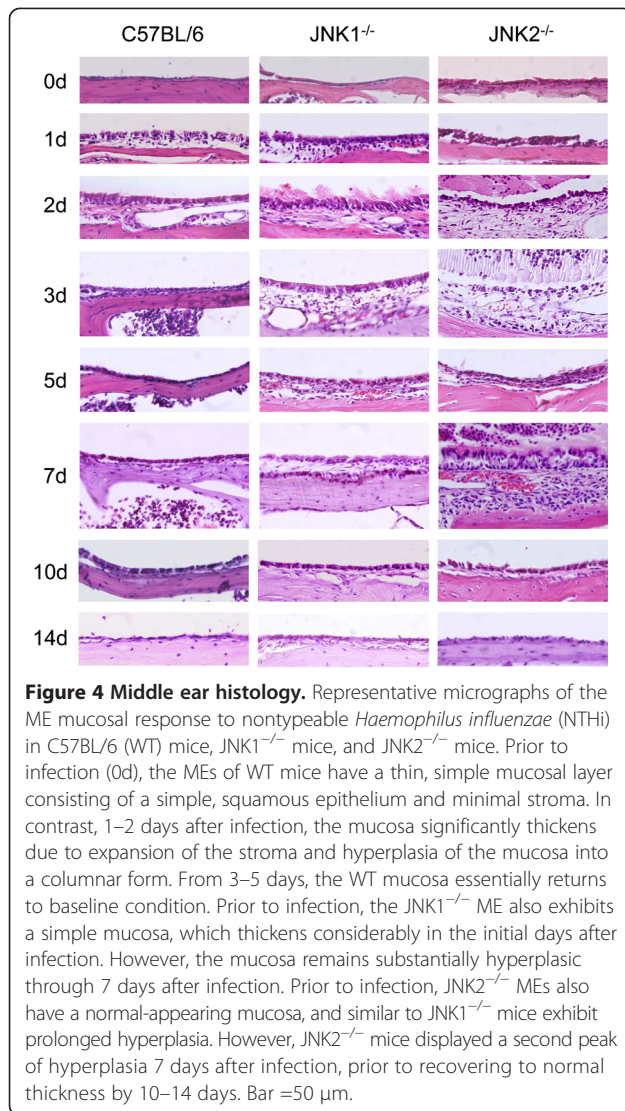 C57BL/6 JNK1-/- JNK2-/-
0d
1d
2d
3d
5d
7d
10d
14d
Figure 4 Middle ear histology. Representative micrographs of the
ME mucosal response to nontypeable Haemophilus influenzae (NTHi)
in C57BL/6 (WT) mice, JNK1−/− mice, and JNK2−/− mice. Prior to
infection (0d), the MEs of WT mice have a thin, simple mucosal layer
consisting of a simple, squamous epithelium and minimal stroma. In
contrast, 1–2 days after infection, the mucosa significantly thickens
due to expansion of the stroma and hyperplasia of the mucosa into
a columnar form. From 3–5 days, the WT mucosa essentially returns
to baseline condition. Prior to infection, the JNK1−/− ME also exhibits
a simple mucosa, which thickens considerably in the initial days after
infection. However, the mucosa remains substantially hyperplasic
through 7 days after infection. Prior to infection, JNK2−/− MEs also
have a normal-appearing mucosa, and similar to JNK1−/− mice exhibit
prolonged hyperplasia. However, JNK2−/− mice displayed a second peak
of hyperplasia 7 days after infection, prior to recovering to normal
thickness by 10–14 days. Bar =50 μm.